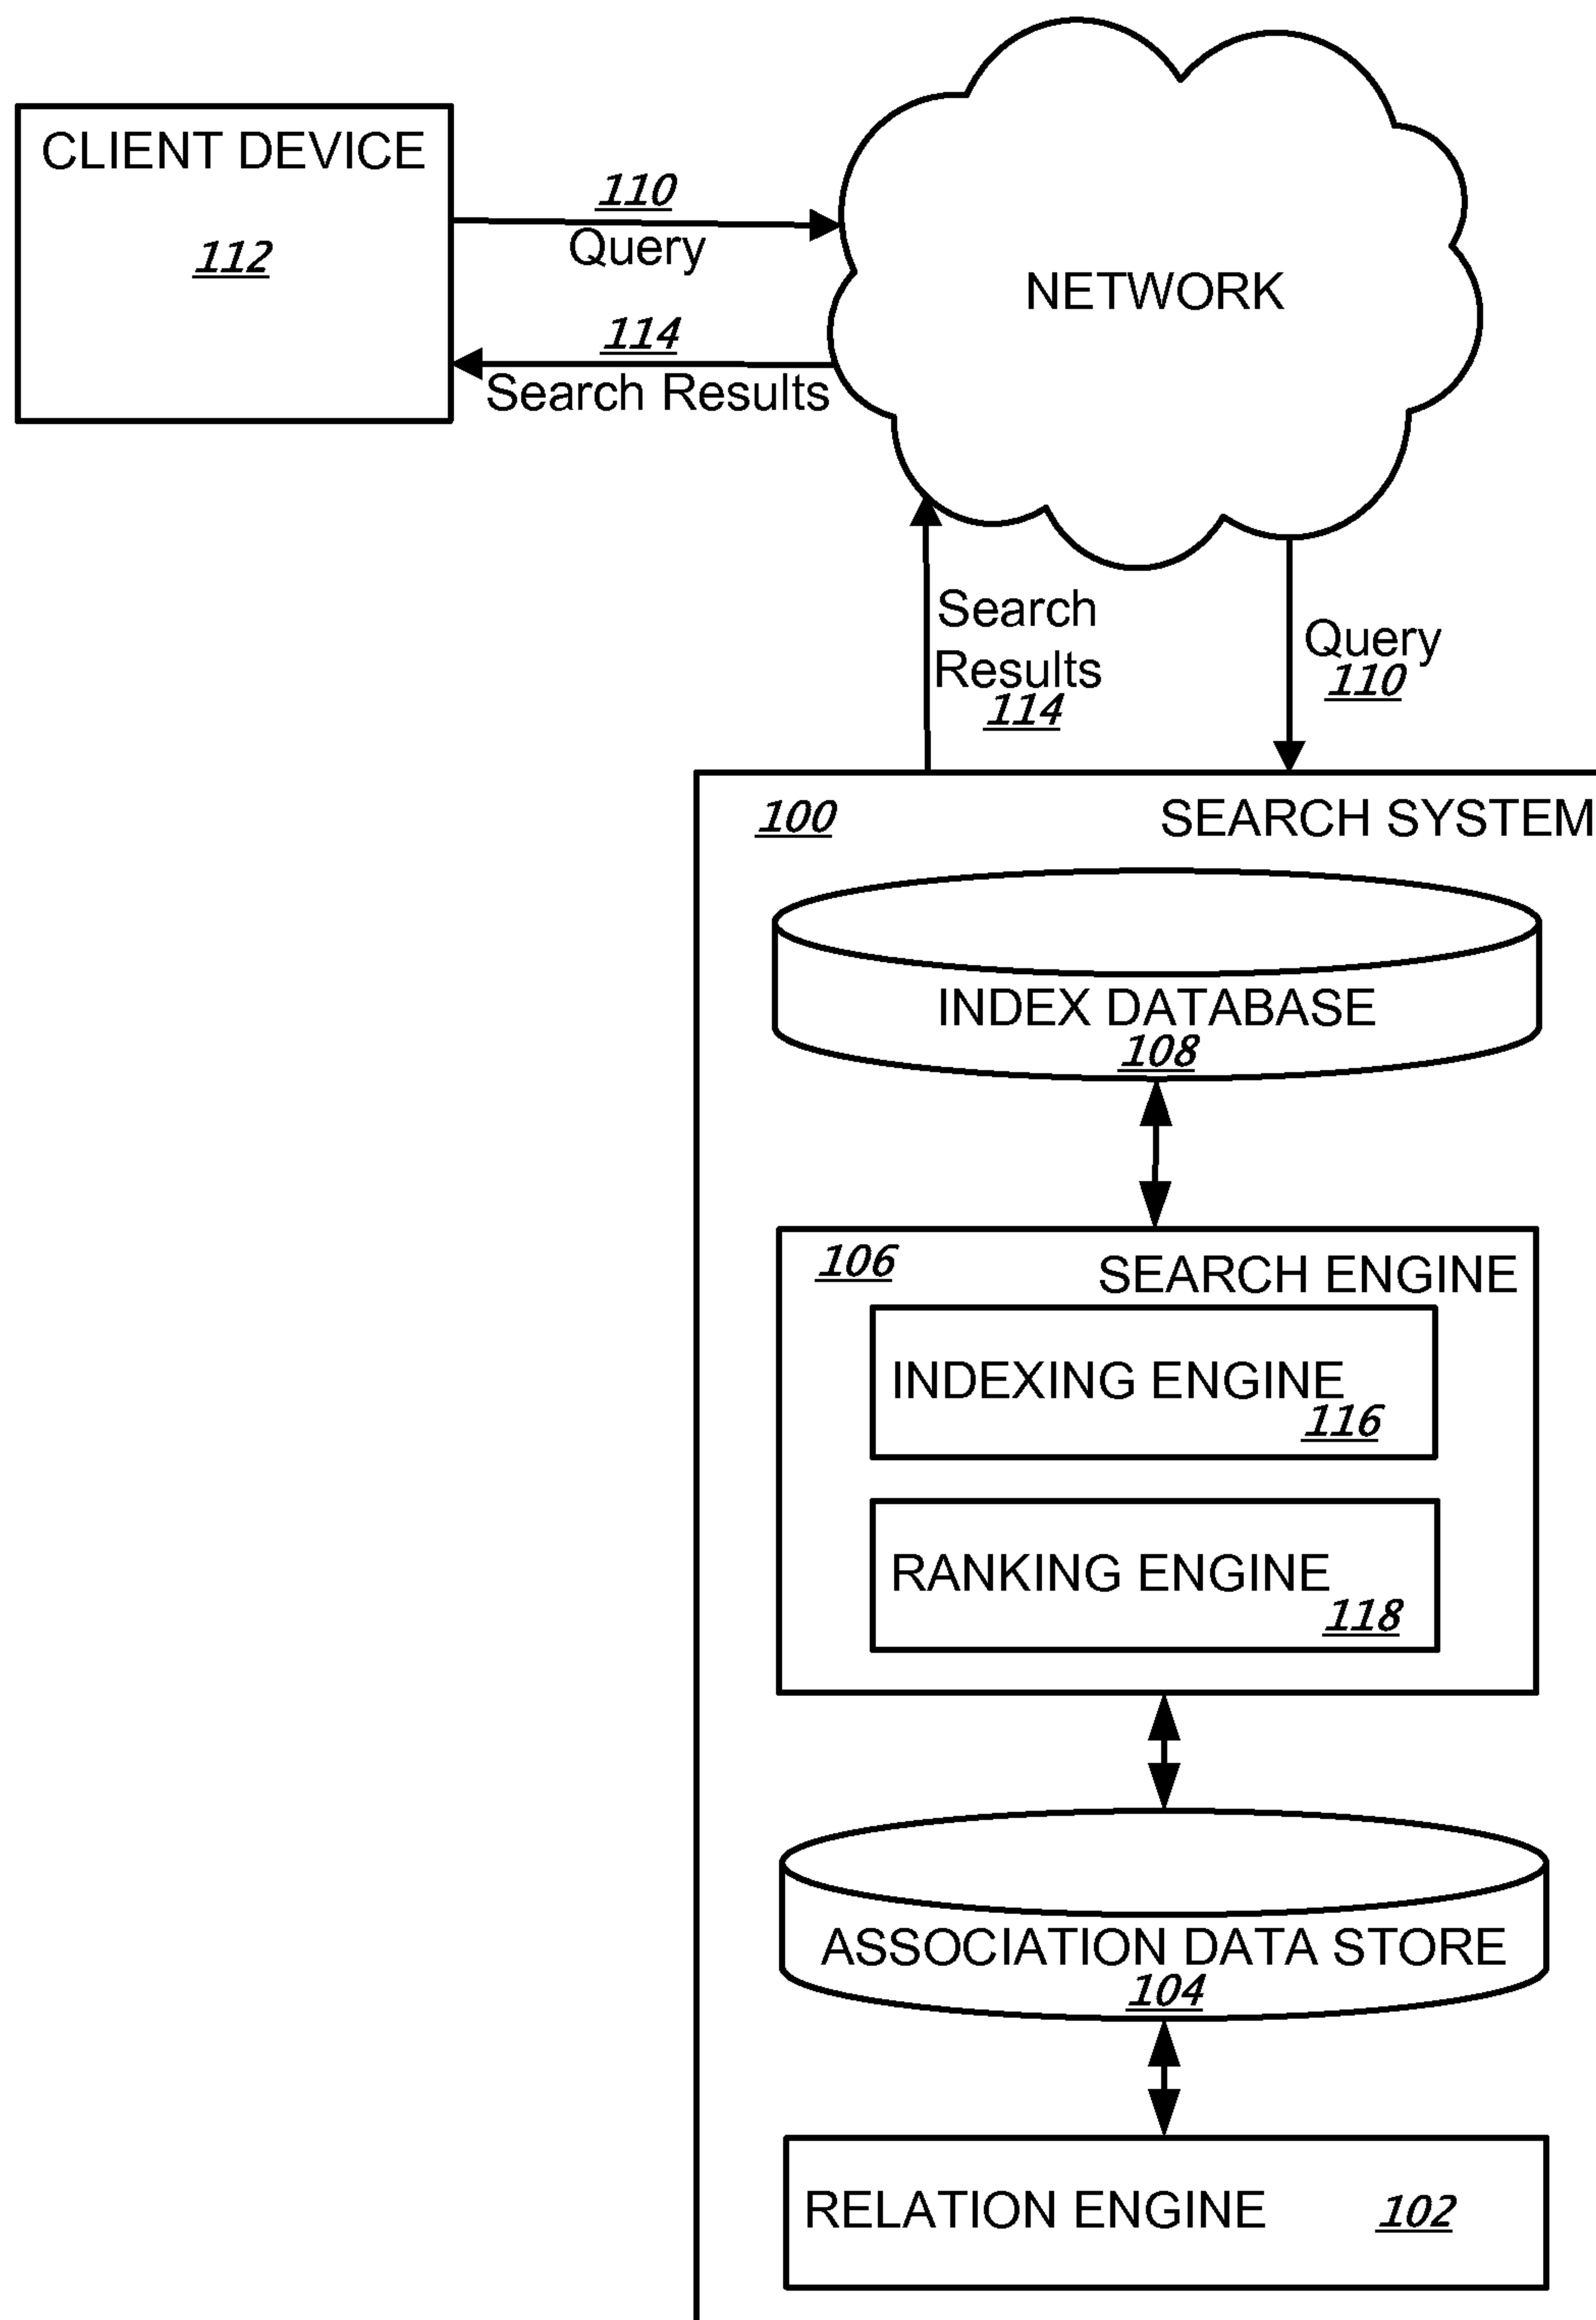 CLIENT DEVICE
112
110
Query
114
Search Results
NETWORK
Search
Results
114
Query
110
100
SEARCH SYSTEM
INDEX DATABASE
108
106
SEARCH ENGINE
INDEXING ENGINE
116
RANKING ENGINE
118
ASSOCIATION DATA STORE
104
RELATION ENGINE 102